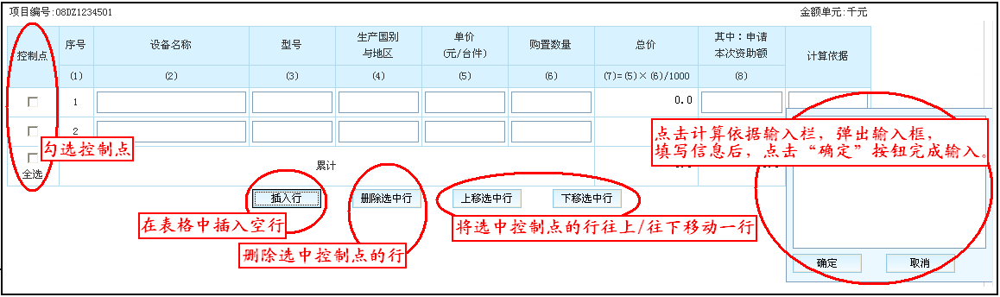 项目编号:08DZ1234501
金额单元:千元
控制点
序号
设备名称
型号
生产国别
与地区
单价
(元/台件)
购置数量
总价
其中：申请
本次资助额
计算依据
(1)
(2)
(3)
(4)
(5)
(6)
(7)=(5)×(6)/1000
(8)
1
0.0
2
勾选控制点
点击计算依据输入栏，弹出输入框，
填写信息后，点击“确定”按钮完成输入。
全选
累计
插入行
删除选中行
上移选中行
下移选中行
在表格中插入空行
将选中控制点的行往上/往下移动一行
删除选中控制点的行
确定
取消